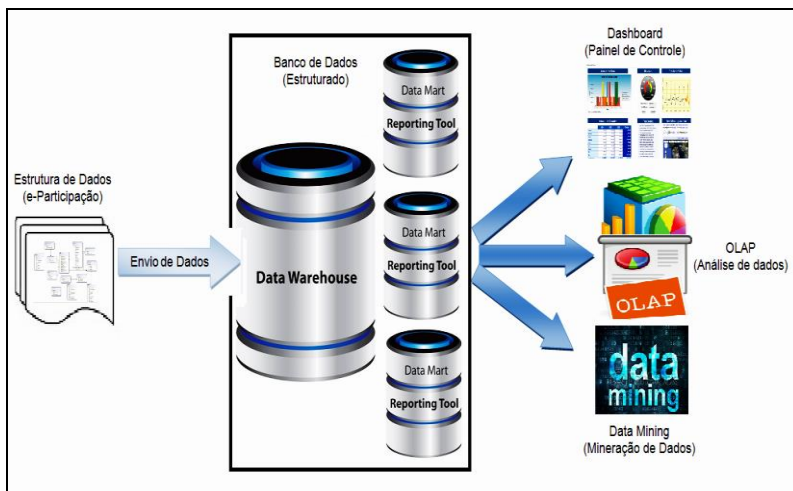 Estrutura de Dados
(e-Participação)
Envio de Dados
Banco de Dados
(Estruturado)
Data Warehouse
Data Mart
Reporting Tool
Data Mart
Reporting Tool
Data Mart
Reporting Tool
Dashboard
(Painel de Controle)
OLAP
(Análise de dados)
OLAP
data
mining
Data Mining
(Mineração de Dados)